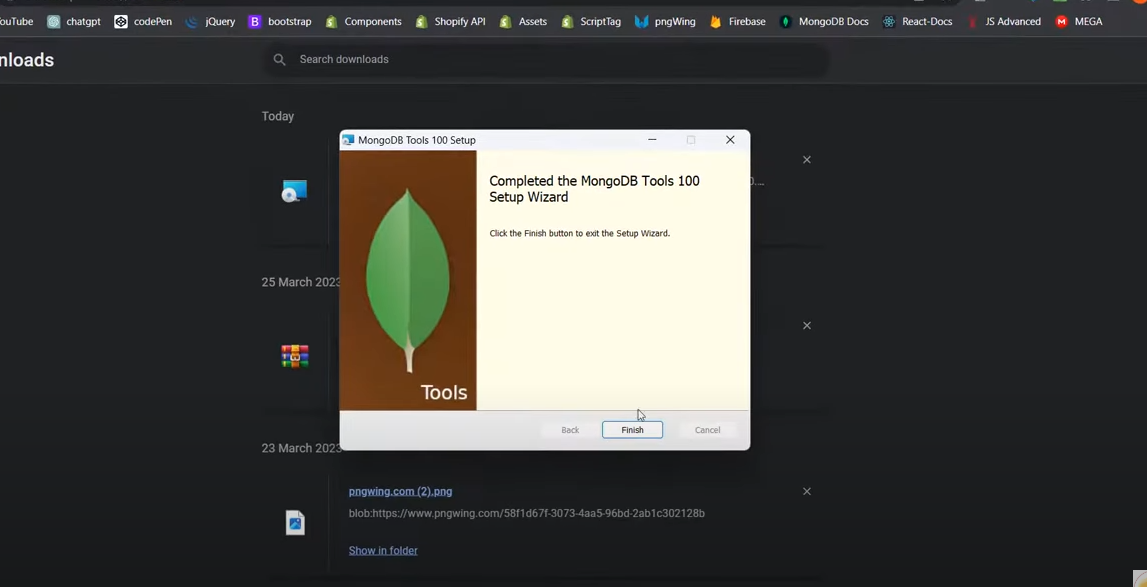 ouTube chatgpt codePen jQuery B bootstrap Components Shopify API Assets ScriptTag pngWing Firebase MongoDB Docs React-Docs JS Advanced M MEGA
nloads
Search downloads
Today
MongoDB Tools 100 Setup
0....
Completed the MongoDB Tools 100
Setup Wizard
Click the Finish button to exit the Setup Wizard.
25 March 2023
Tools
Back Finish Cancel
23 March 2023
pngwing.com (2).png
blob:https://www.pngwing.com/58f1d67f-3073-4aa5-96bd-2ab1c302128b
Show in folder